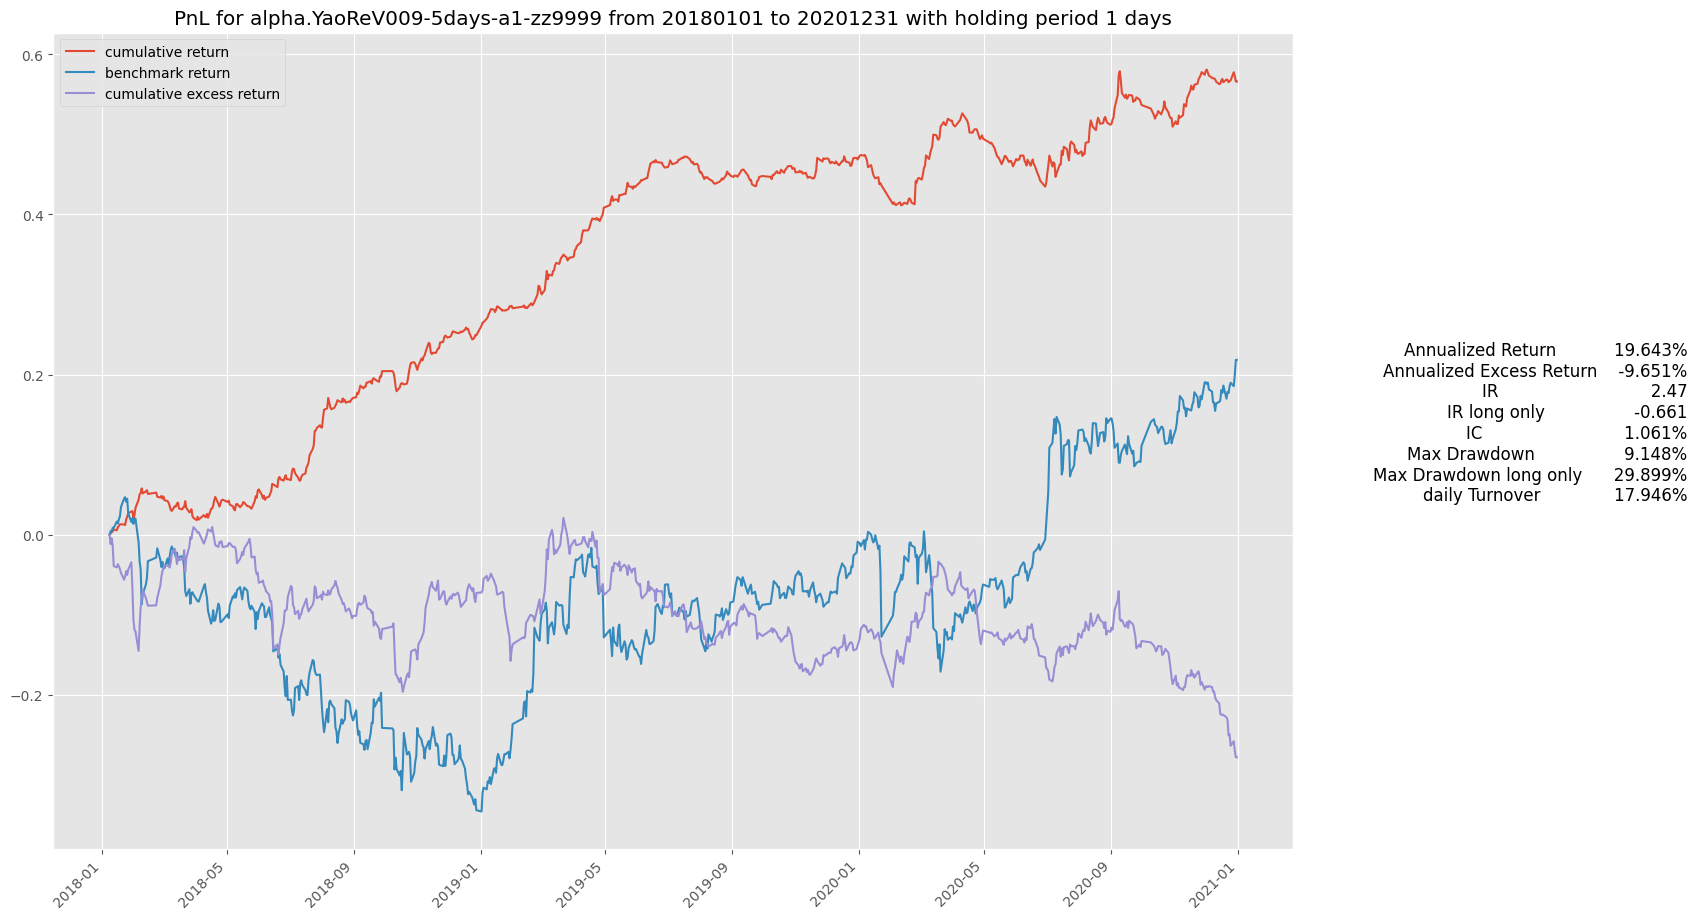 PnL for alpha.YaoReV009-5days-a1-zz9999 from 20180101 to 20201231 with holding period 1 days
cumulative return
benchmark return
cumulative excess return
0.6
0.4
0.2
0.0
−0.2
2018-01
2018-05
2018-09
2019-01
2019-05
2019-09
2020-01
2020-05
2020-09
2021-01
Annualized Return 19.643%
Annualized Excess Return -9.651%
IR 2.47
IR long only -0.661
IC 1.061%
Max Drawdown 9.148%
Max Drawdown long only 29.899%
daily Turnover 17.946%